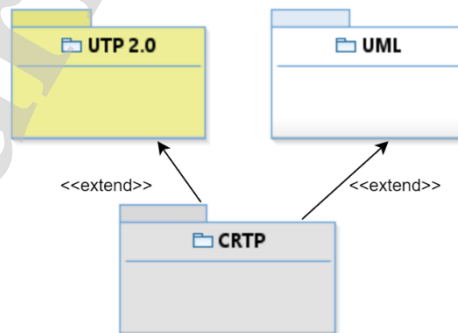 UTP 2.0
UML
<<extend>>
<<extend>>
CRTP